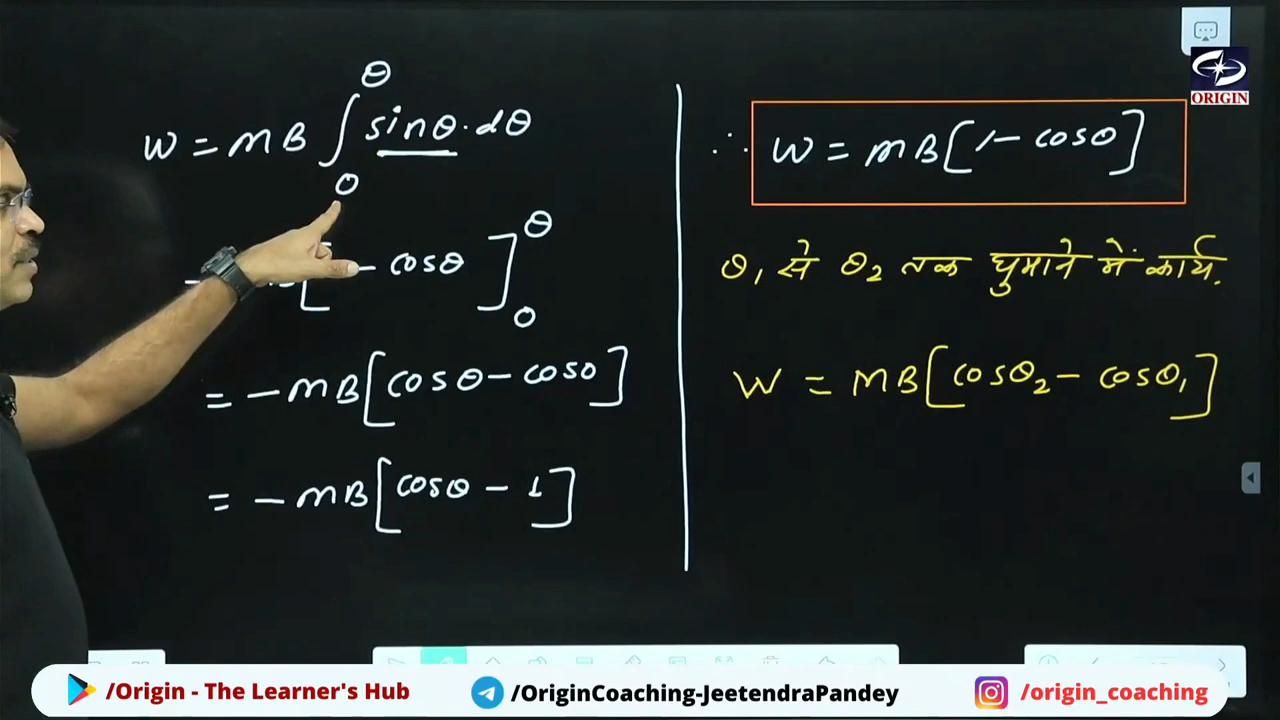 W = MB ∫₀^θ sinθ.dθ
[- cosθ]₀^θ
= - MB[cosθ - cos0]
= - MB[cosθ - 1]
ORIGIN
∴ W = MB[1 - cosθ]
θ₁ से θ₂ तक घुमाने में कार्य.
W = MB[cosθ₂ - cosθ₁]
/Origin - The Learner's Hub
/OriginCoaching-JeetendraPandey
/origin_coaching